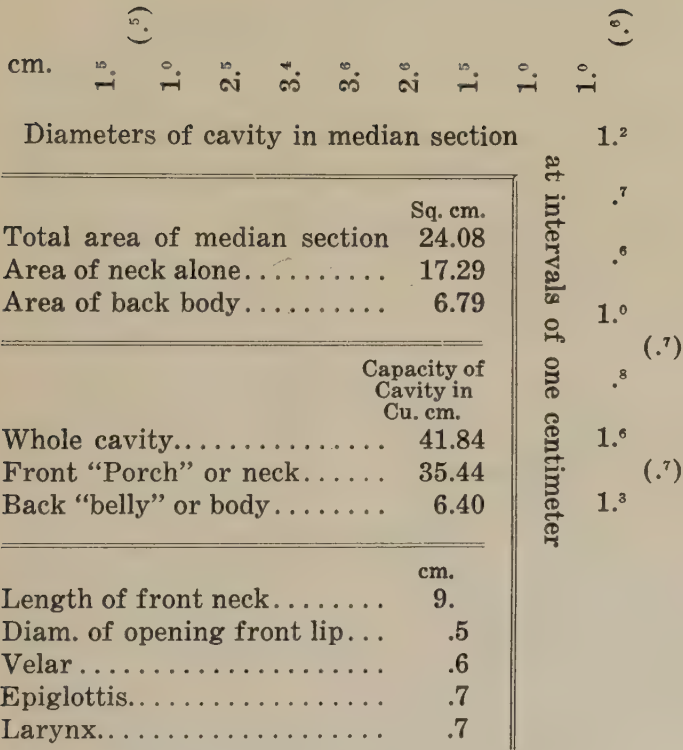 (.⁵) (.⁶)
cm. 1.⁵ 1.⁰ 2.⁵ 3.⁴ 3.⁶ 2.⁶ 1.⁵ 1.⁰ 1.⁰
Diameters of cavity in median section 1.²
at intervals of one centimeter
.⁷
.⁶
1.⁰
(.⁷)
.⁸
1.⁶
(.⁷)
1.³
Sq. cm.
Total area of median section 24.08
Area of neck alone.......... 17.29
Area of back body.......... 6.79
Capacity of
Cavity in
Cu. cm.
Whole cavity............... 41.84
Front “Porch” or neck...... 35.44
Back “belly” or body........ 6.40
cm.
Length of front neck........ 9.
Diam. of opening front lip... .5
Velar...................... .6
Epiglottis.................. .7
Larynx.................... .7